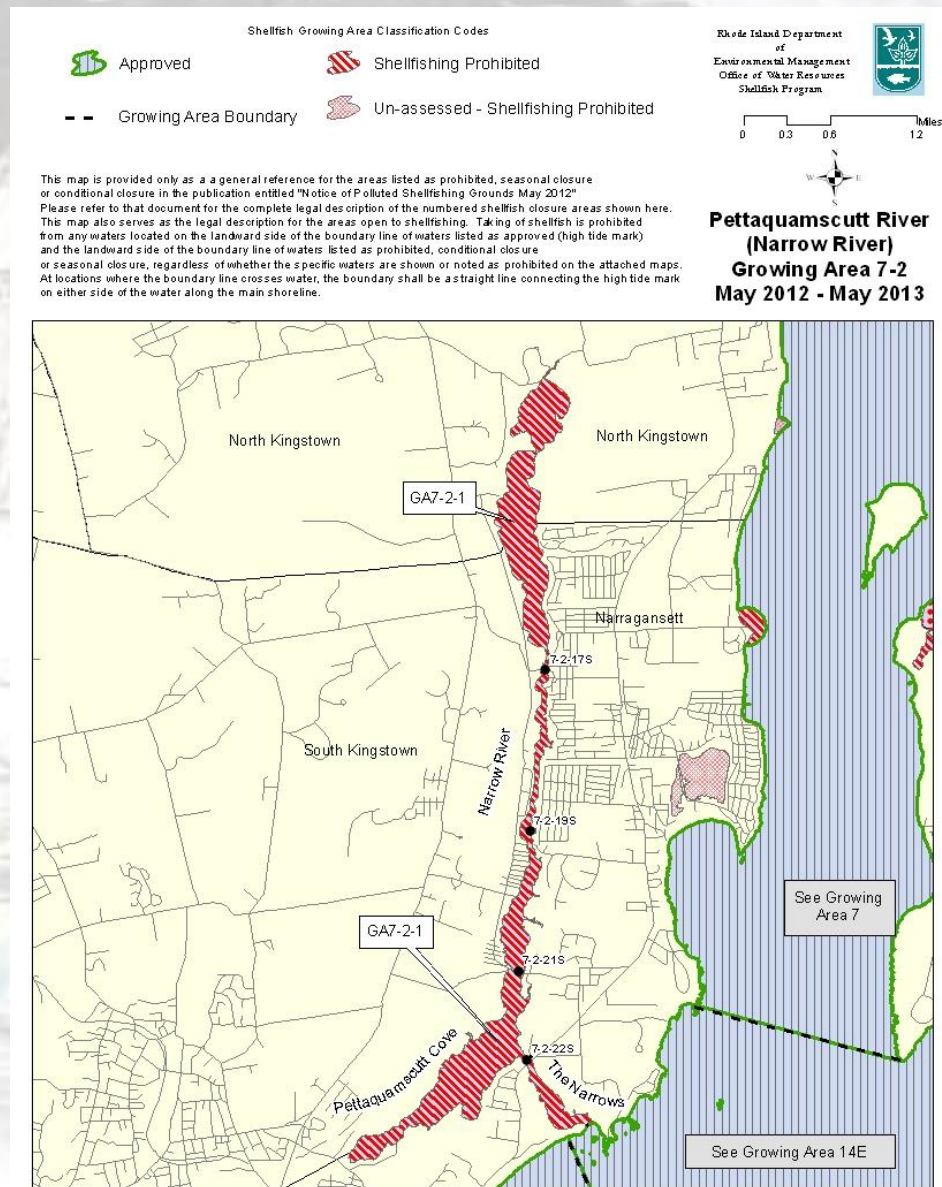 Shellfish Growing Area Classification Codes
Approved
Shellfishing Prohibited
Growing Area Boundary
Un-assessed - Shellfishing Prohibited
Rhode Island Department
of
Environmental Management
Office of Water Resources
Shellfish Program
Miles
0 0.3 0.6 1.2
N
W E
S
This map is provided only as a a general reference for the areas listed as prohibited, seasonal closure
or conditional closure in the publication entitled "Notice of Polluted Shellfishing Grounds May 2012"
Please refer to that document for the complete legal description of the numbered shellfish closure areas shown here.
This map also serves as the legal description for the areas open to shellfishing. Taking of shellfish is prohibited
from any waters located on the landward side of the boundary line of waters listed as approved (high tide mark)
and the landward side of the boundary line of waters listed as prohibited, conditional closure
or seasonal closure, regardless of whether the specific waters are shown or noted as prohibited on the attached maps.
At locations where the boundary line crosses water, the boundary shall be a straight line connecting the high tide mark
on either side of the water along the main shoreline.
Pettaquamscutt River
(Narrow River)
Growing Area 7-2
May 2012 - May 2013
North Kingstown
North Kingstown
GA7-2-1
Narragansett
7-2-17S
South Kingstown
Narrow River
7-2-19S
See Growing
Area 7
GA7-2-1
7-2-21S
7-2-22S
Pettaquamscutt Cove
The Narrows
See Growing Area 14E